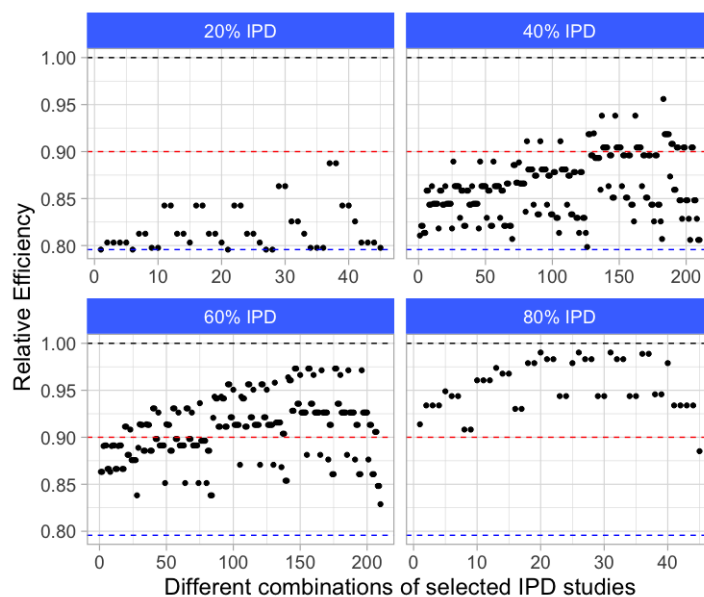 20% IPD
40% IPD
1.00
0.95
0.90
0.85
0.80
0 10 20 30 40
0 50 100 150 200
Relative Efficiency
60% IPD
80% IPD
1.00
0.95
0.90
0.85
0.80
0 50 100 150 200
0 10 20 30 40
Different combinations of selected IPD studies